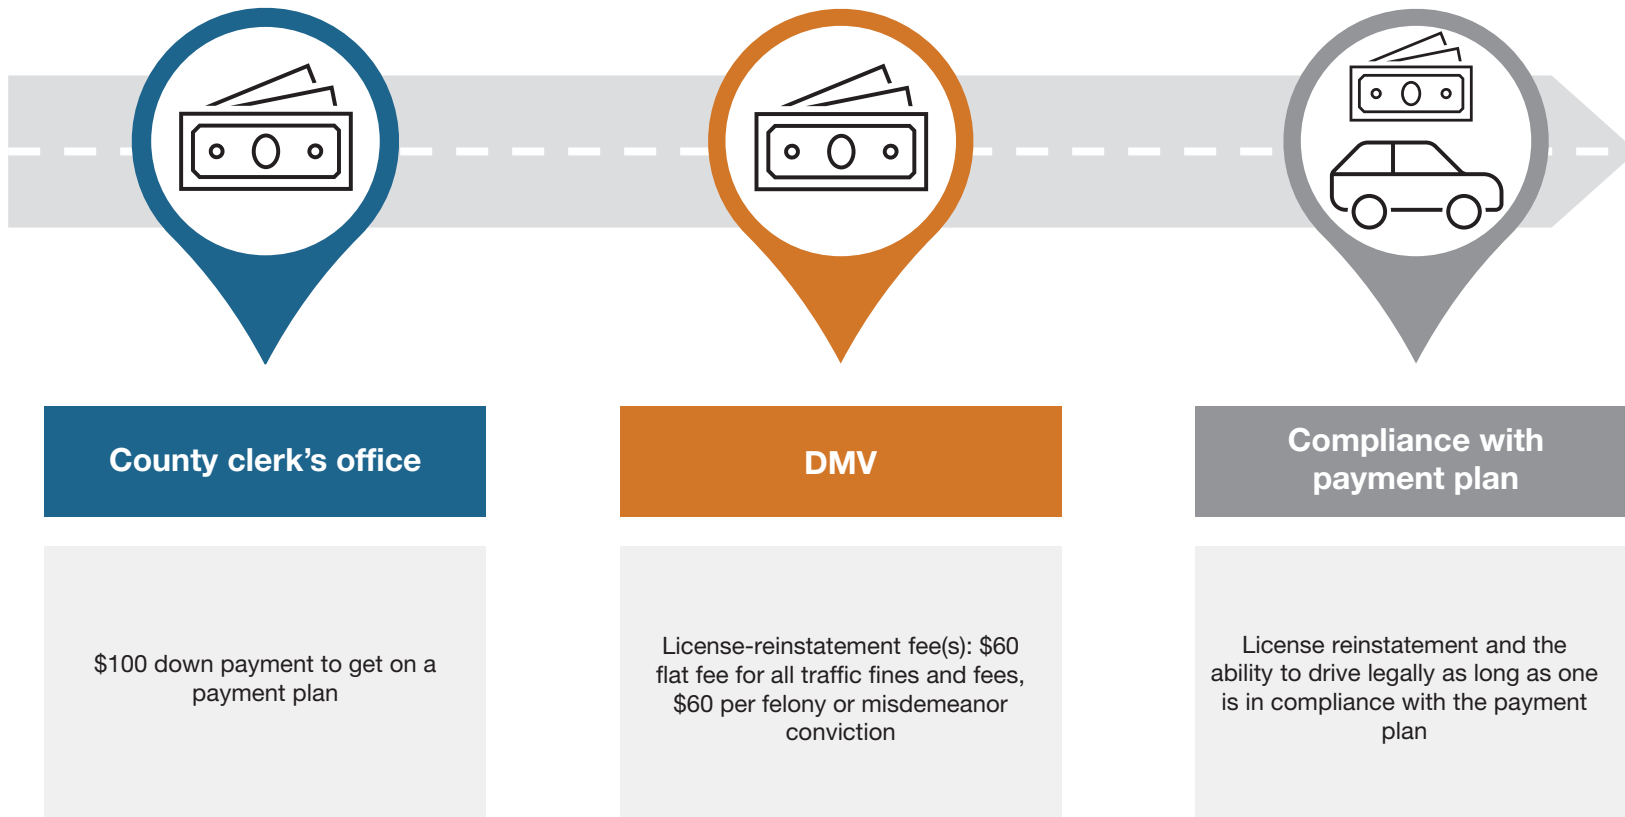 County clerk’s office
$100 down payment to get on a
payment plan
DMV
License-reinstatement fee(s): $60
flat fee for all traffic fines and fees,
$60 per felony or misdemeanor
conviction
Compliance with
payment plan
License reinstatement and the
ability to drive legally as long as one
is in compliance with the payment
plan